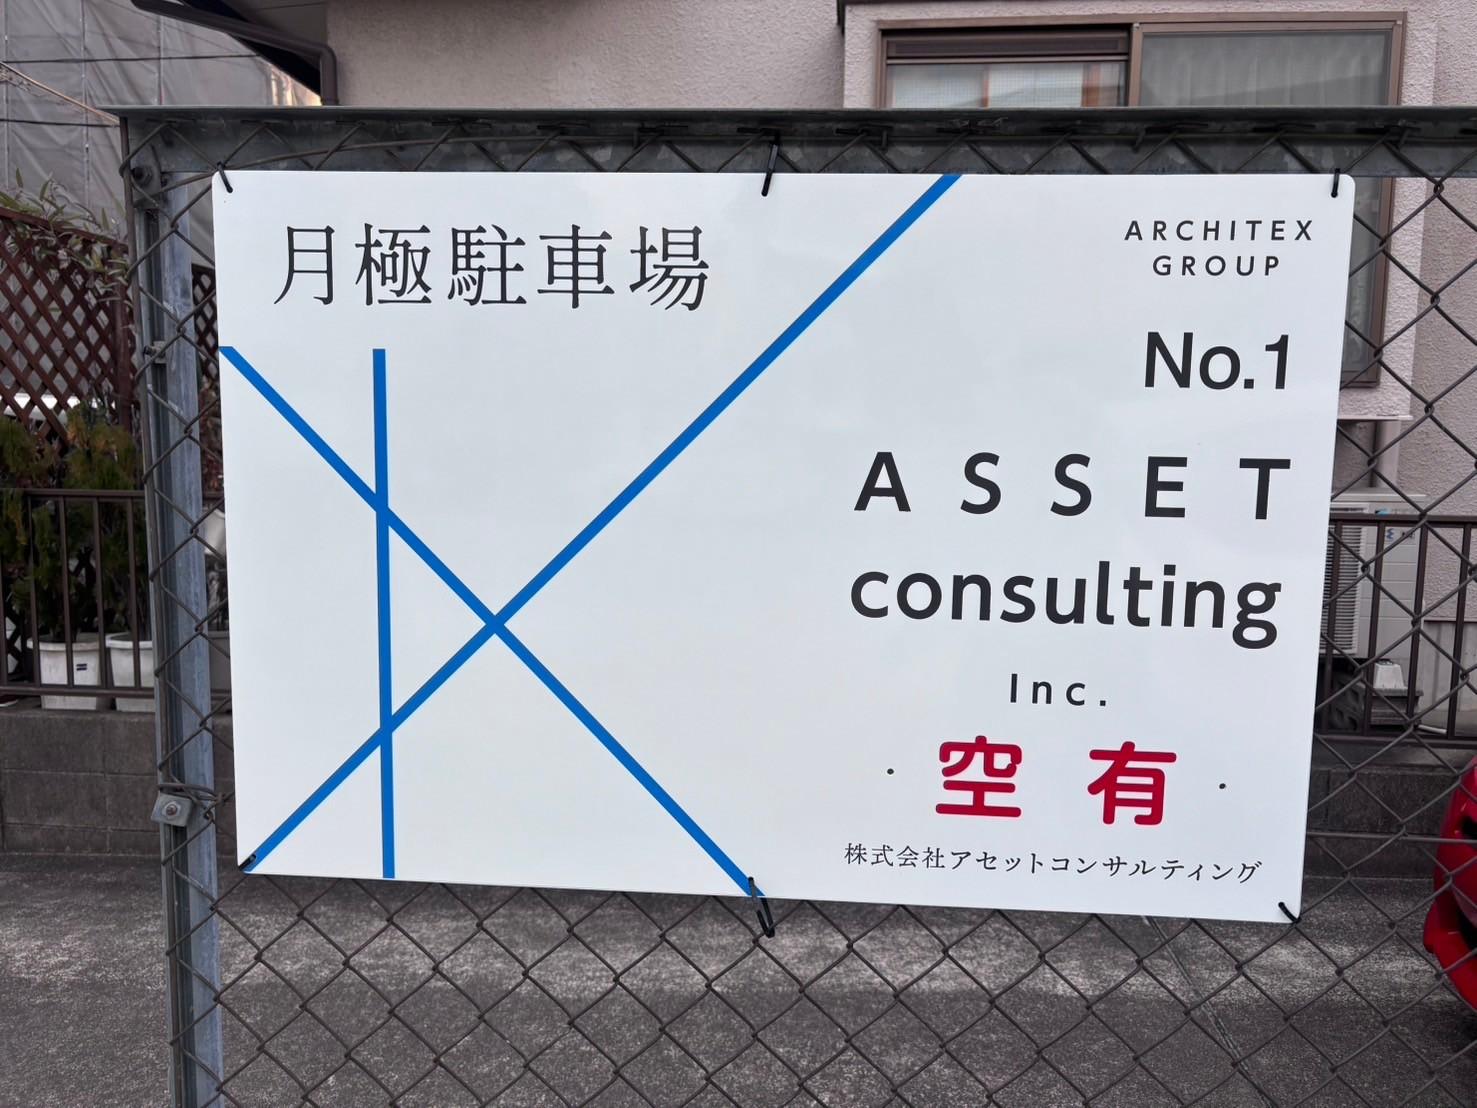 月極駐車場
ARCHITEX
GROUP
No.1
ASSET
consulting
Inc.
・空有・
株式会社アセットコンサルティング